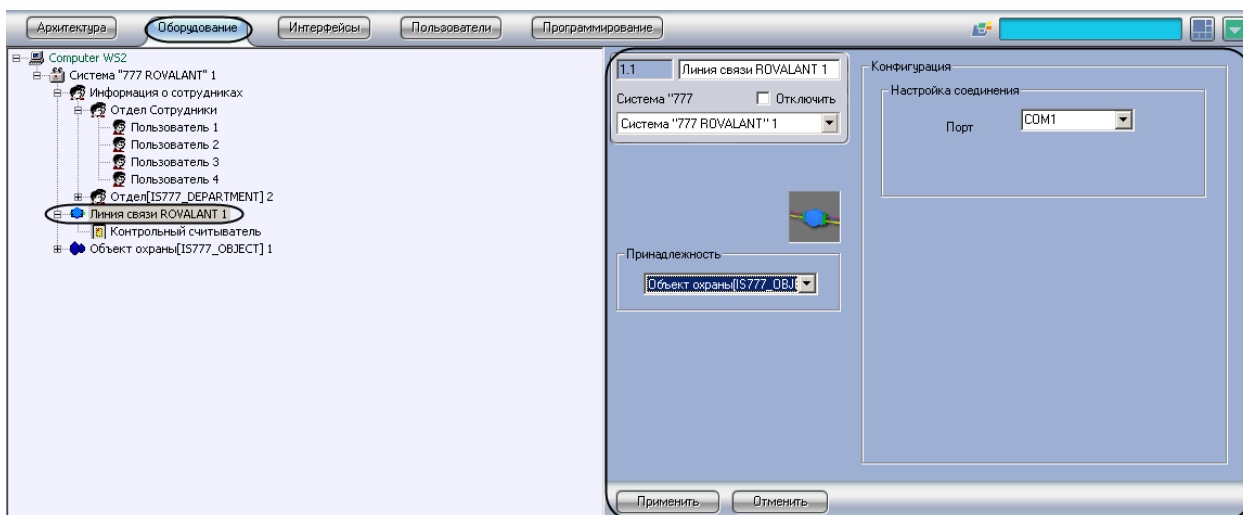 Архитектура Оборудование Интерфейсы Пользователи Программирование
Computer WS2
Система "777 ROVALANT" 1
Информация о сотрудниках
Отдел Сотрудники
Пользователь 1
Пользователь 2
Пользователь 3
Пользователь 4
Отдел[IS777_DEPARTMENT] 2
Линия связи ROVALANT 1
Контрольный считыватель
Объект охраны[IS777_OBJECT] 1
1.1 Линия связи ROVALANT 1
Система "777 Отключить
Система "777 ROVALANT" 1
Принадлежность
Объект охраны[IS777_OBJE
Конфигурация
Настройка соединения
Порт COM1
Применить Отменить